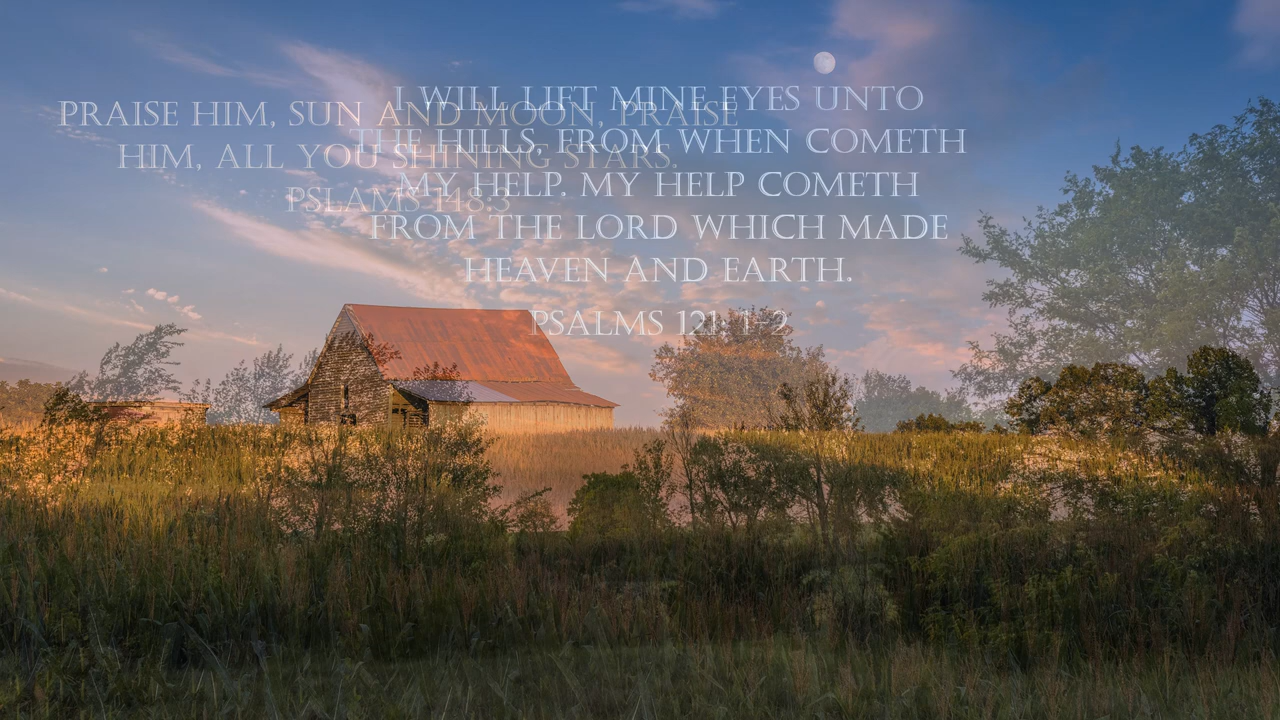 PRAISE HIM, SUN AND MOON, PRAISE
HIM, ALL YOU SHINING STARS.
PSLAMS 148:3
I WILL LIFT MINE EYES UNTO
THE HILLS, FROM WHEN COMETH
MY HELP. MY HELP COMETH
FROM THE LORD WHICH MADE
HEAVEN AND EARTH.
PSALMS 121: 1-2